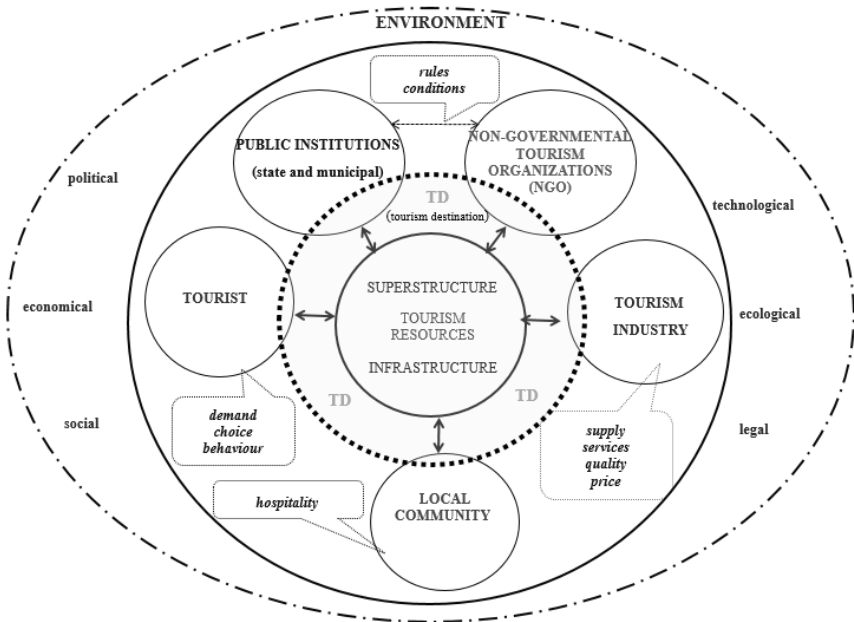 ENVIRONMENT
rules
conditions
PUBLIC INSTITUTIONS
(state and municipal)
NON-GOVERNMENTAL
TOURISM
ORGANIZATIONS
(NGO)
political
technological
TD
(tourism destination)
TOURIST
SUPERSTRUCTURE
TOURISM
RESOURCES
INFRASTRUCTURE
TOURISM
INDUSTRY
economical
ecological
TD
TD
social
legal
demand
choice
behaviour
supply
services
quality
price
hospitality
LOCAL
COMMUNITY